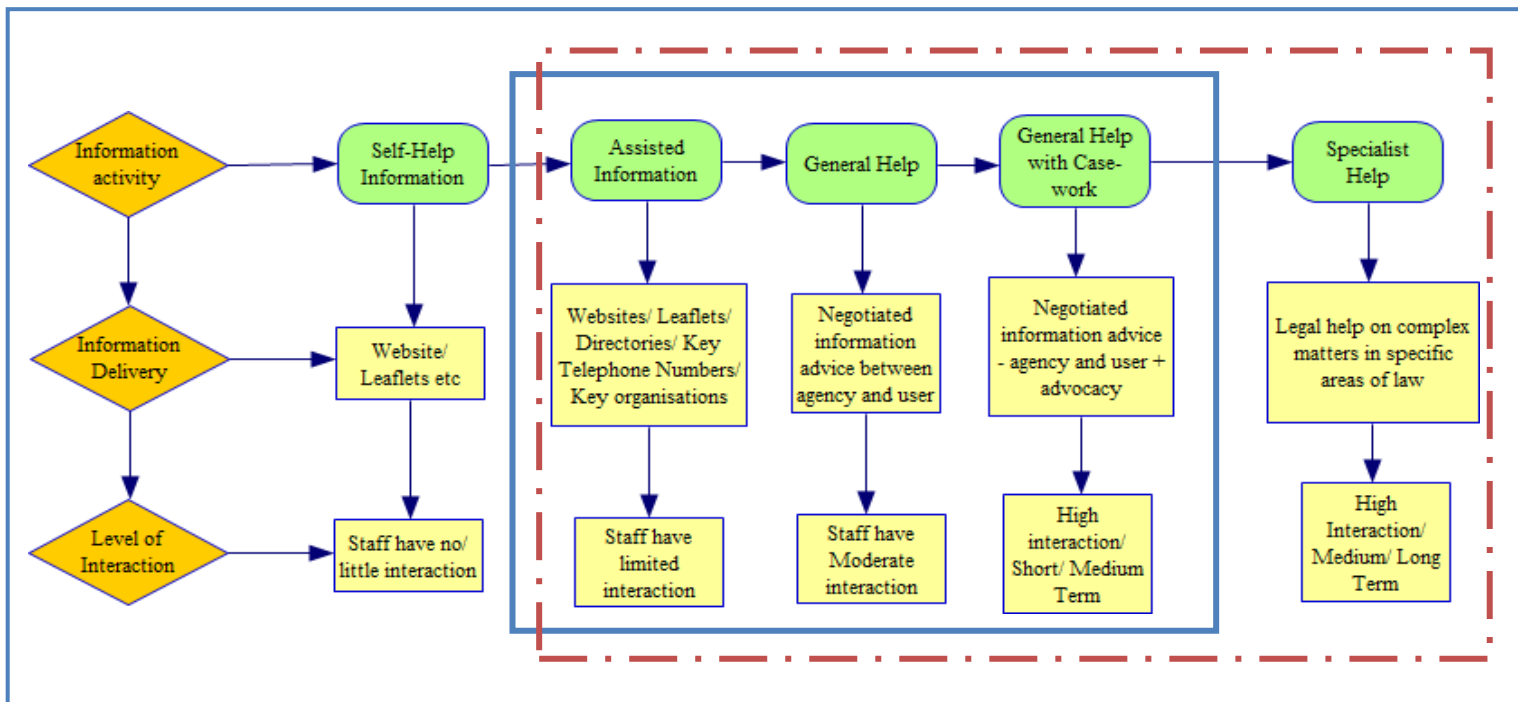 Information
activity
Self-Help
Information
Assisted
Information
General Help
General Help
with Case-
work
Specialist
Help
Information
Delivery
Website/
Leaflets etc
Websites/ Leaflets/
Directories/ Key
Telephone Numbers/
Key organisations
Negotiated
information
advice between
agency and user
Negotiated
information advice
- agency and user +
advocacy
Legal help on complex
matters in specific
areas of law
Level of
Interaction
Staff have no/
little interaction
Staff have
limited
interaction
Staff have
Moderate
interaction
High
interaction/
Short/ Medium
Term
High
Interaction/
Medium/ Long
Term